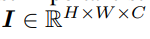 I ∈ ℝ^{H×W×C}